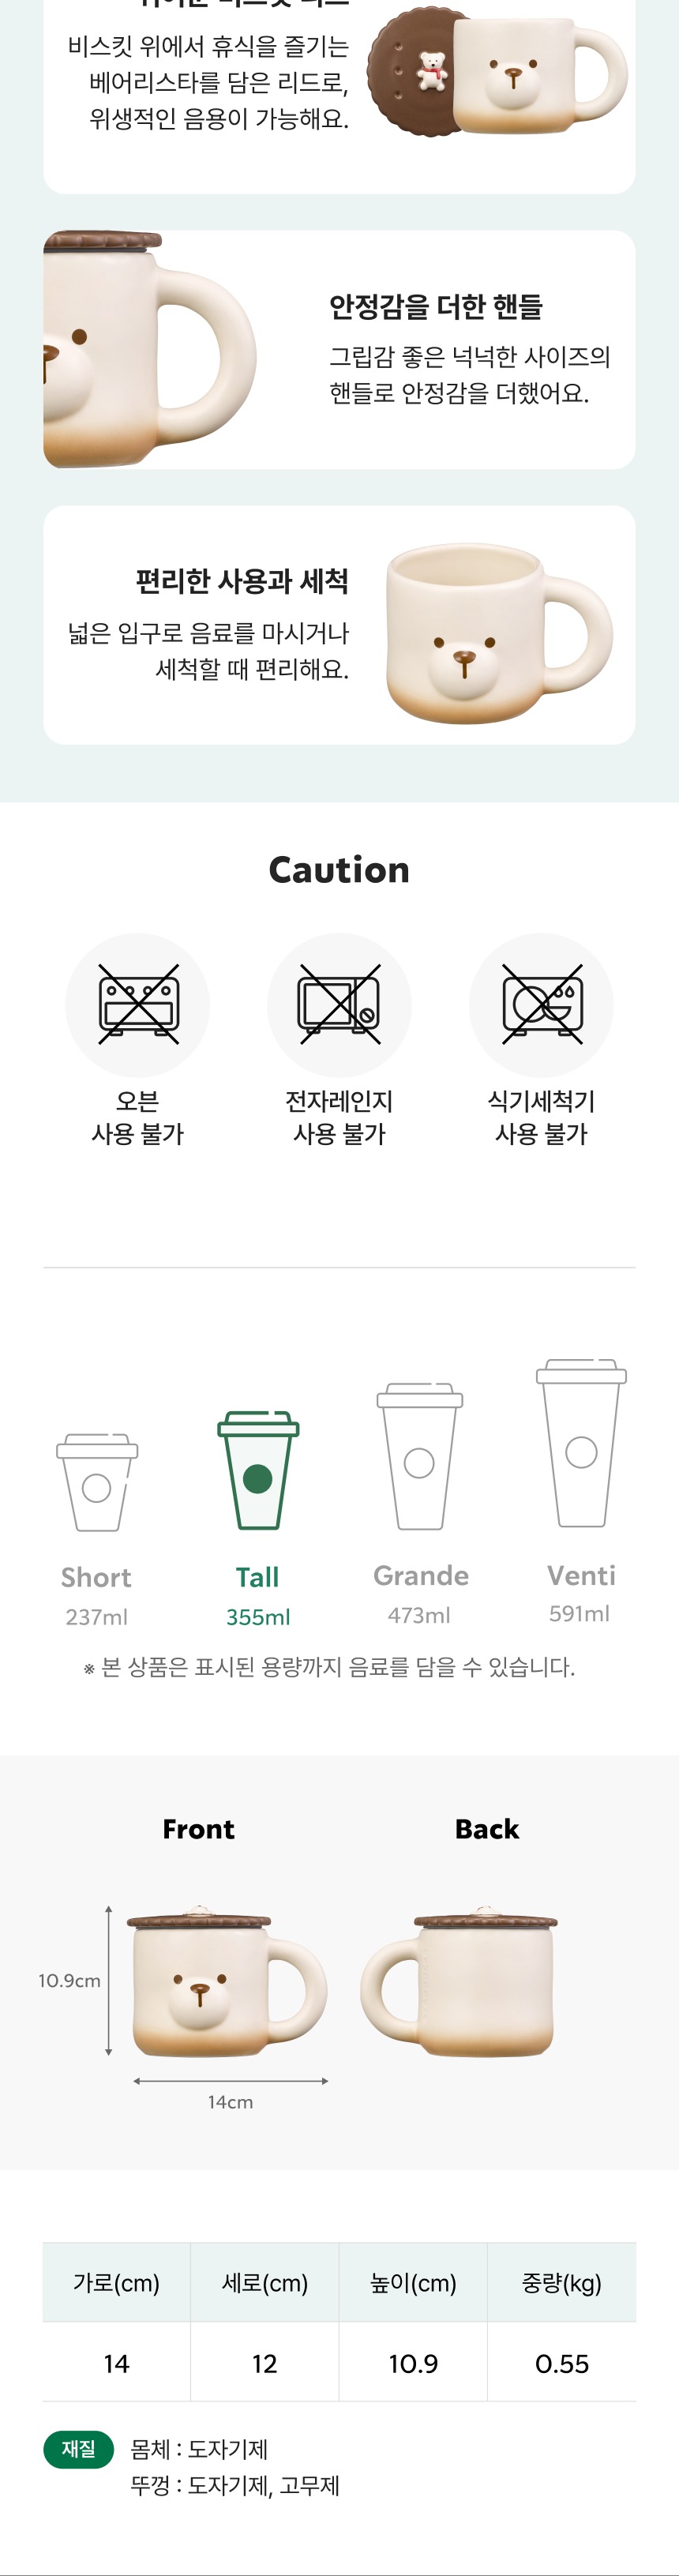 비스킷 위에서 휴식을 즐기는
베어리스타를 담은 리드로,
위생적인 음용이 가능해요.
안정감을 더한 핸들
그립감 좋은 넉넉한 사이즈의
핸들로 안정감을 더했어요.
편리한 사용과 세척
넓은 입구로 음료를 마시거나
세척할 때 편리해요.
Caution
오븐
사용 불가
전자레인지
사용 불가
식기세척기
사용 불가
Short
237ml
Tall
355ml
Grande
473ml
Venti
591ml
※ 본 상품은 표시된 용량까지 음료를 담을 수 있습니다.
Front
Back
10.9cm
14cm
가로(cm) 세로(cm) 높이(cm) 중량(kg)
14 12 10.9 0.55
재질 몸체 : 도자기제
뚜껑 : 도자기제, 고무제